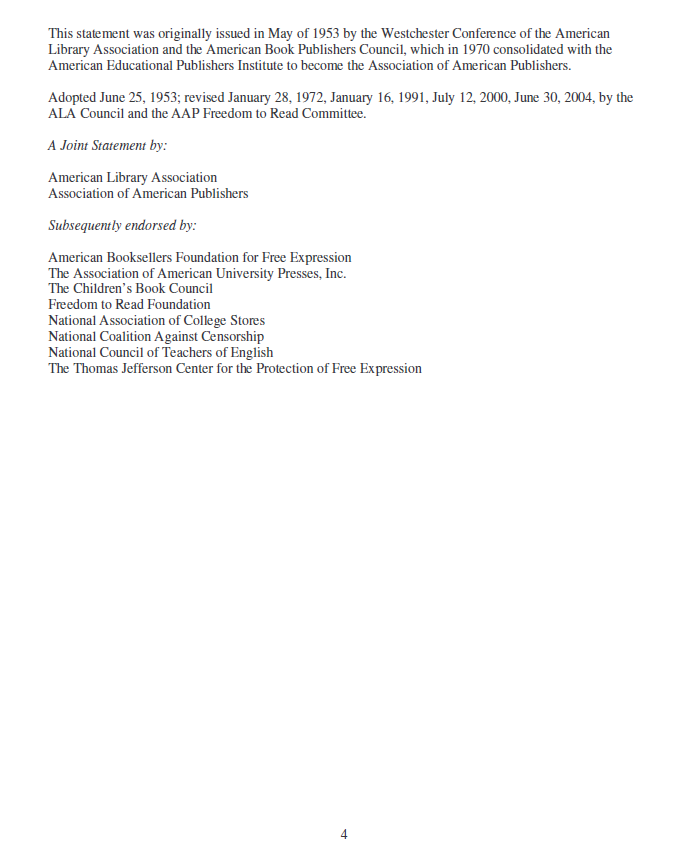 This statement was originally issued in May of 1953 by the Westchester Conference of the American
Library Association and the American Book Publishers Council, which in 1970 consolidated with the
American Educational Publishers Institute to become the Association of American Publishers.
Adopted June 25, 1953; revised January 28, 1972, January 16, 1991, July 12, 2000, June 30, 2004, by the
ALA Council and the AAP Freedom to Read Committee.
A Joint Statement by:
American Library Association
Association of American Publishers
Subsequently endorsed by:
American Booksellers Foundation for Free Expression
The Association of American University Presses, Inc.
The Children’s Book Council
Freedom to Read Foundation
National Association of College Stores
National Coalition Against Censorship
National Council of Teachers of English
The Thomas Jefferson Center for the Protection of Free Expression
4